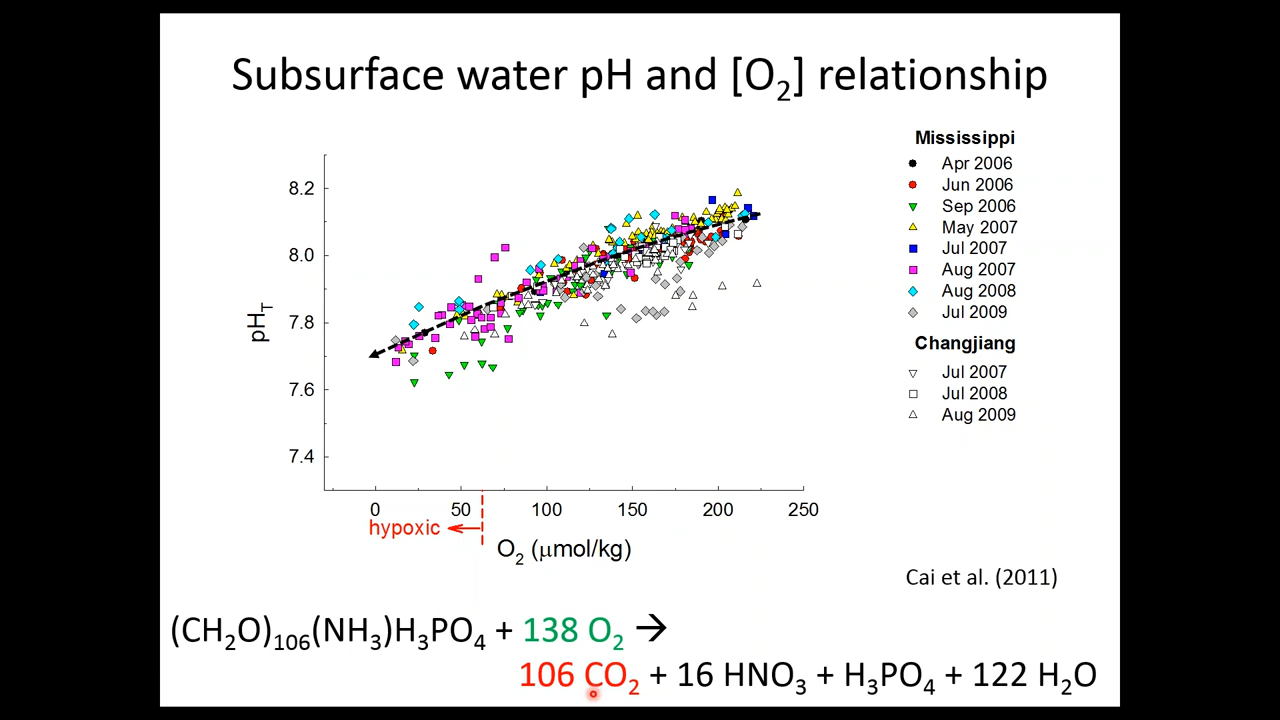 Subsurface water pH and [O₂] relationship
Mississippi
Apr 2006
Jun 2006
Sep 2006
May 2007
Jul 2007
Aug 2007
Aug 2008
Jul 2009
Changjiang
Jul 2007
Jul 2008
Aug 2009
pH_T
8.2
8.0
7.8
7.6
7.4
0 50 100 150 200 250
hypoxic
O₂ (μmol/kg)
Cai et al. (2011)
(CH₂O)₁₀₆(NH₃)H₃PO₄ + 138 O₂ →
106 CO₂ + 16 HNO₃ + H₃PO₄ + 122 H₂O